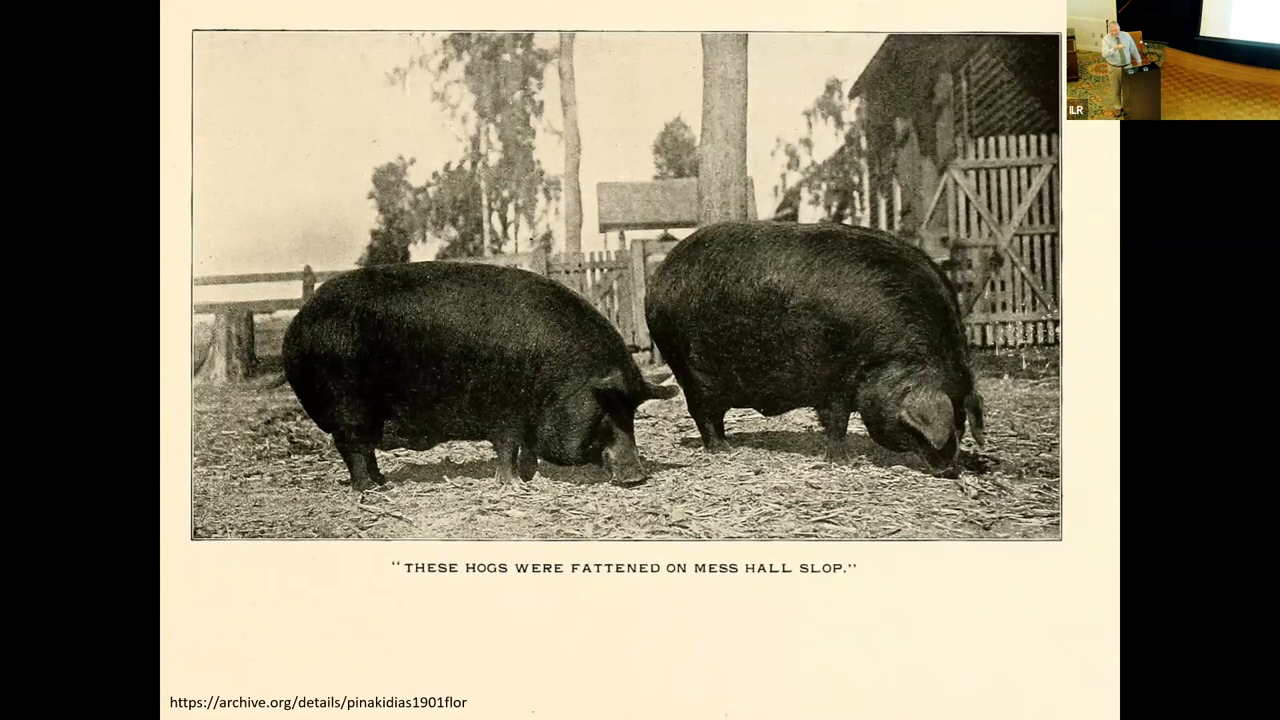 ILR
"THESE HOGS WERE FATTENED ON MESS HALL SLOP."
https://archive.org/details/pinakidias1901flor